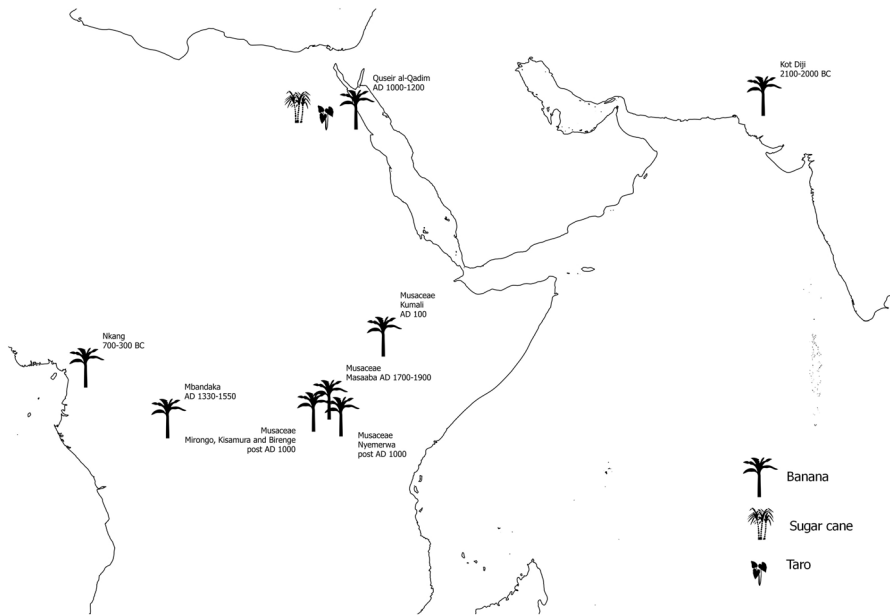 Kot Diji
2100-2000 BC
Quseir al-Qadim
AD 1000-1200
Musaceae
Kumali
AD 100
Nkang
700-300 BC
Musaceae
Masaaba AD 1700-1900
Mbandaka
AD 1330-1550
Musaceae
Mirongo, Kisamura and Birenge
post AD 1000
Musaceae
Nyemerwa
post AD 1000
Banana
Sugar cane
Taro